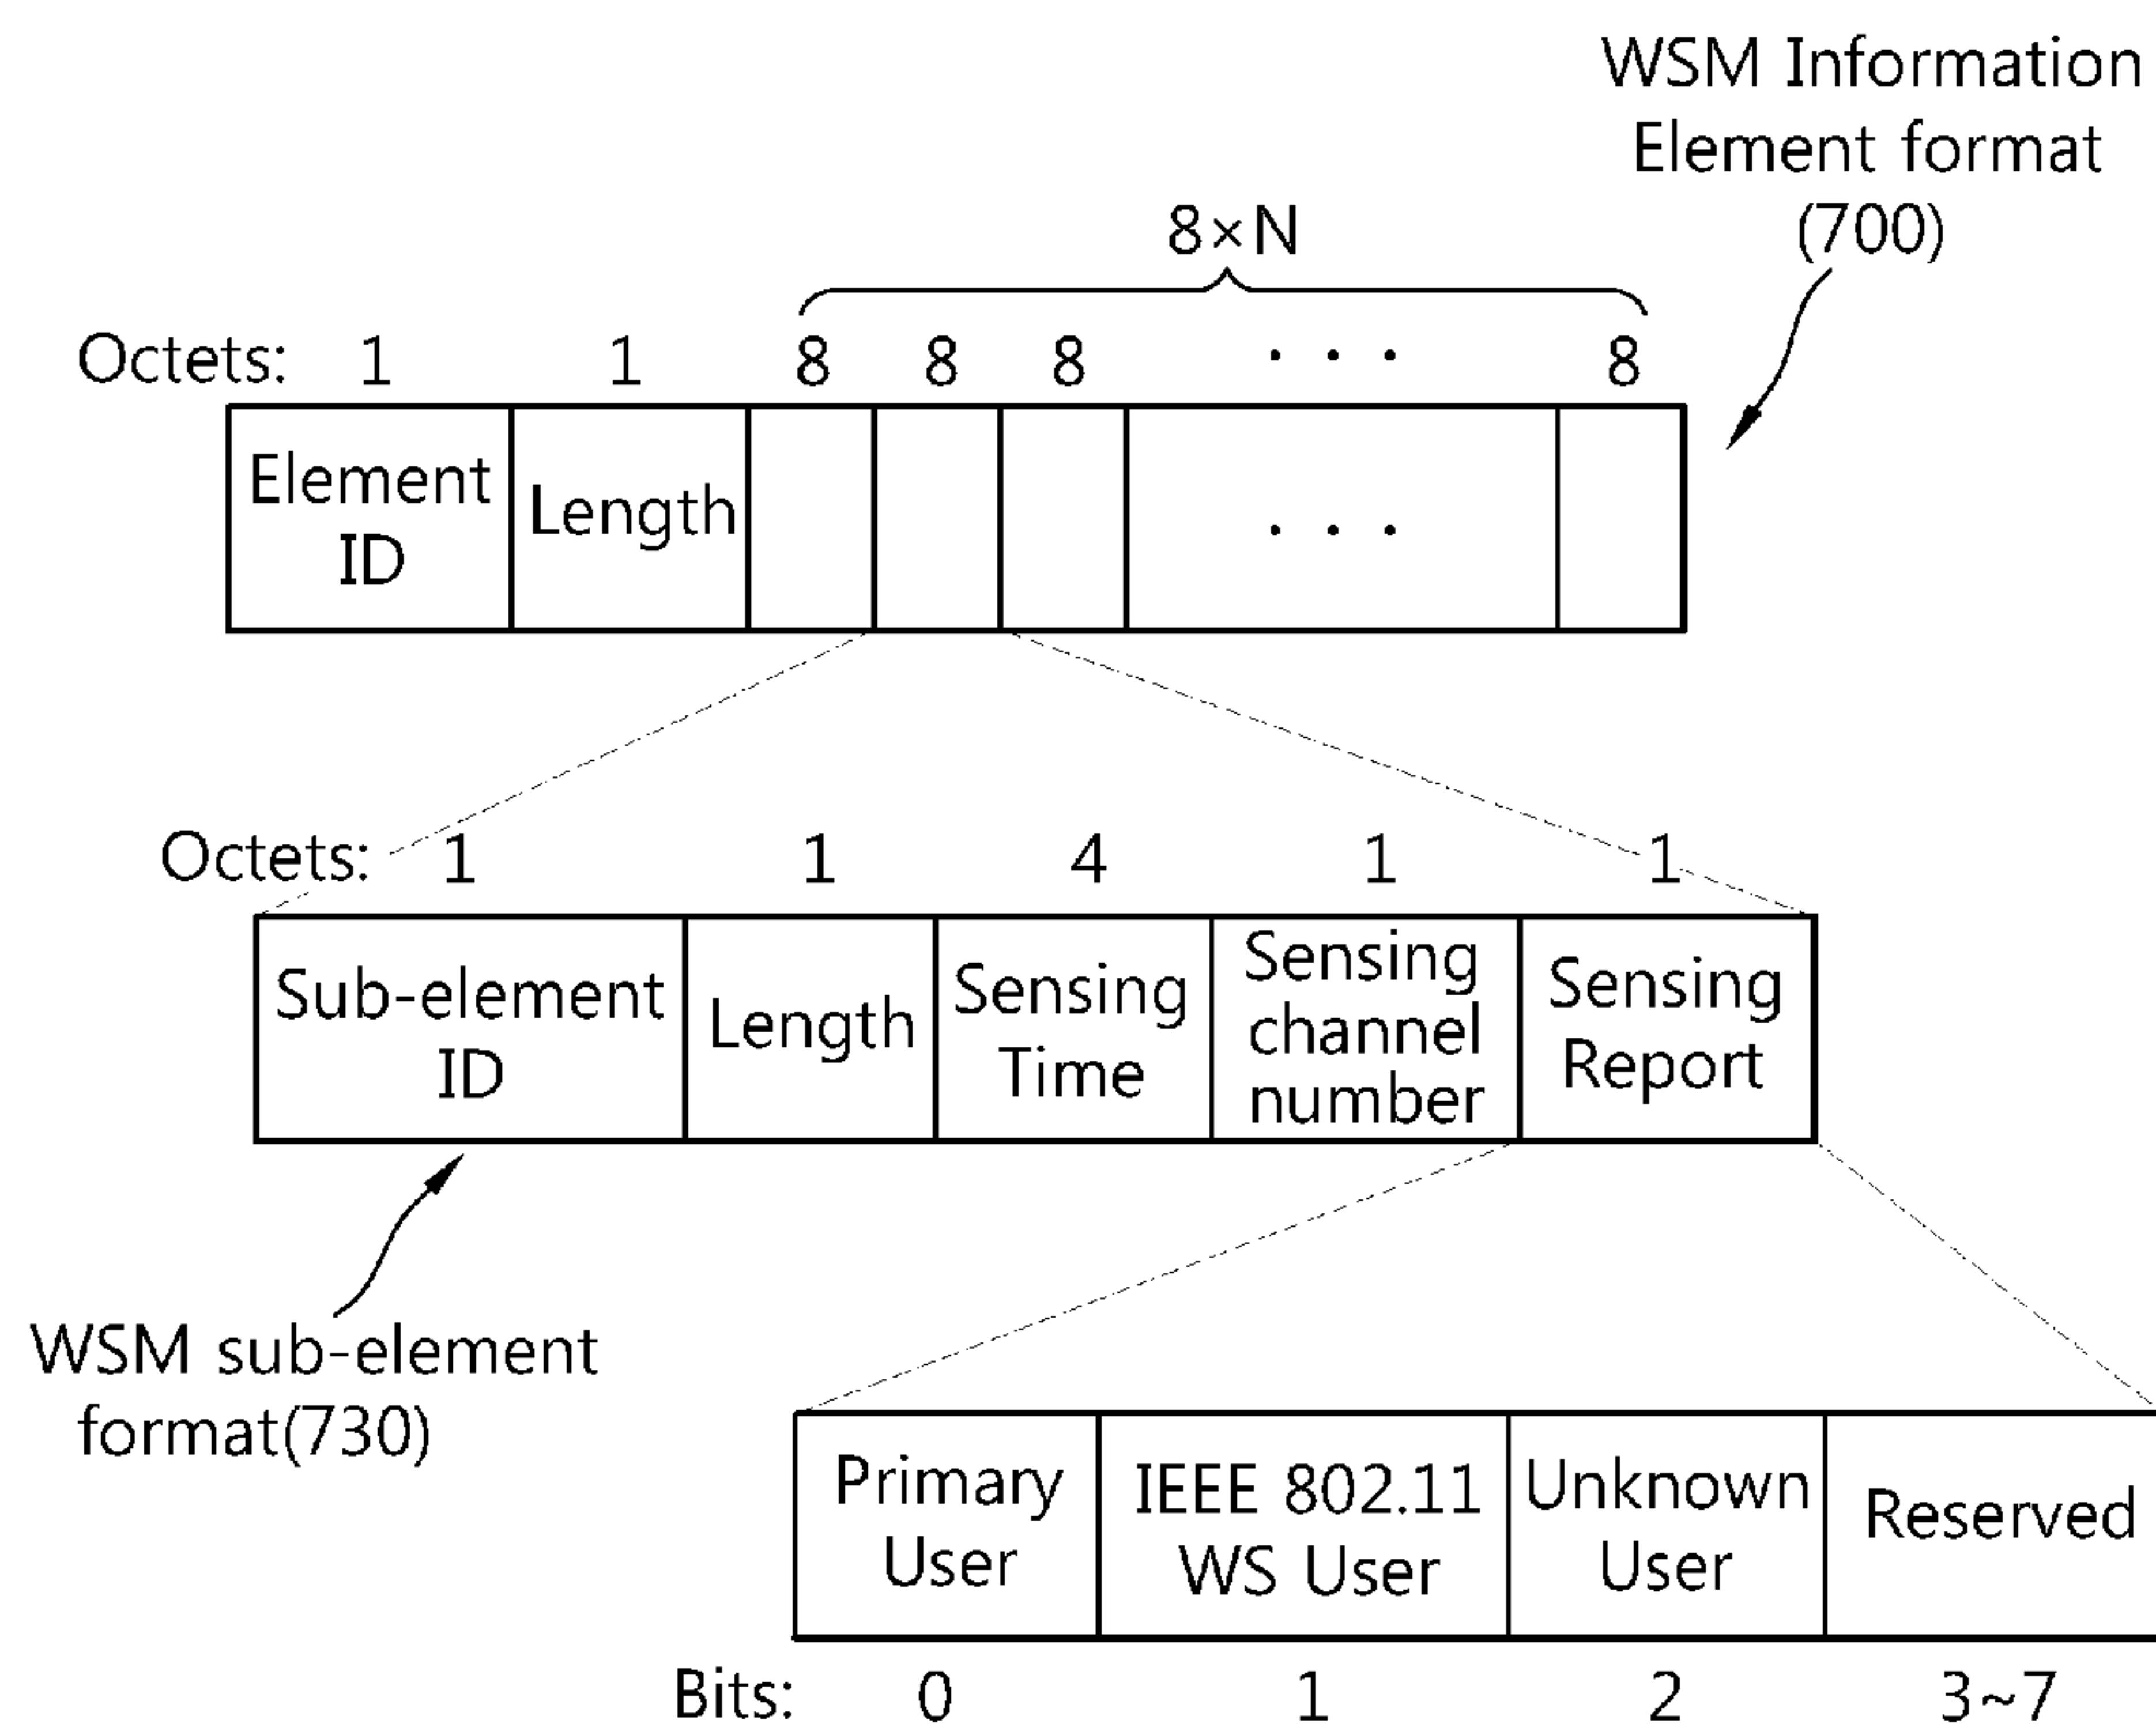 WSM Information
Element format
(700)
8×N
Octets: 1 1 8 8 8 · · · 8
Element
ID
Length
· · ·
Octets: 1 1 4 1 1
Sub-element
ID
Length
Sensing
Time
Sensing
channel
number
Sensing
Report
WSM sub-element
format(730)
Primary
User
IEEE 802.11
WS User
Unknown
User
Reserved
Bits: 0 1 2 3~7